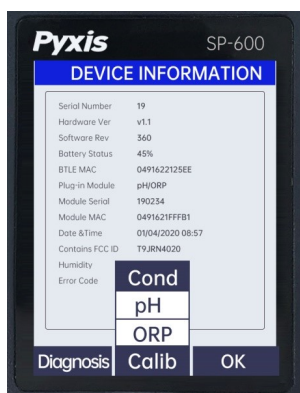 Pyxis SP-600
DEVICE INFORMATION
Serial Number 19
Hardware Ver v1.1
Software Rev 360
Battery Status 45%
BTLE MAC 0491622125EE
Plug-in Module pH/ORP
Module Serial 190234
Module MAC 0491621FFFB1
Date &Time 01/04/2020 08:57
Contains FCC ID T9JRN4020
Humidity
Error Code
Cond
pH
ORP
Diagnosis Calib OK